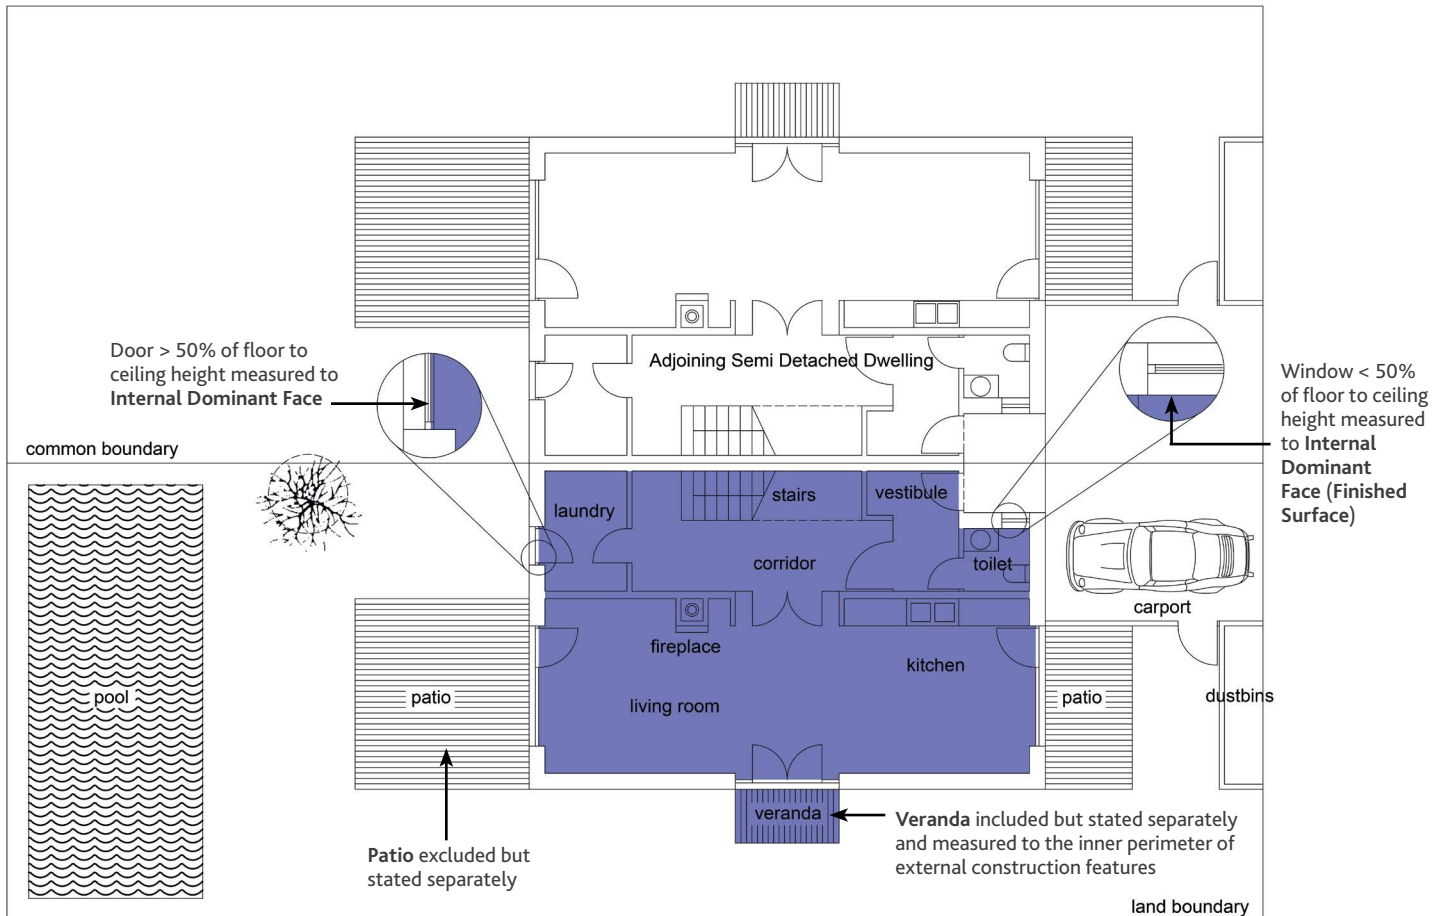 Adjoining Semi Detached Dwelling
Door > 50% of floor to
ceiling height measured to
Internal Dominant Face
Window < 50%
of floor to ceiling
height measured
to Internal
Dominant
Face (Finished
Surface)
common boundary
laundry
stairs
vestibule
corridor
toilet
carport
fireplace
kitchen
living room
pool
patio
patio
dustbins
veranda
Veranda included but stated separately
and measured to the inner perimeter of
external construction features
Patio excluded but
stated separately
land boundary